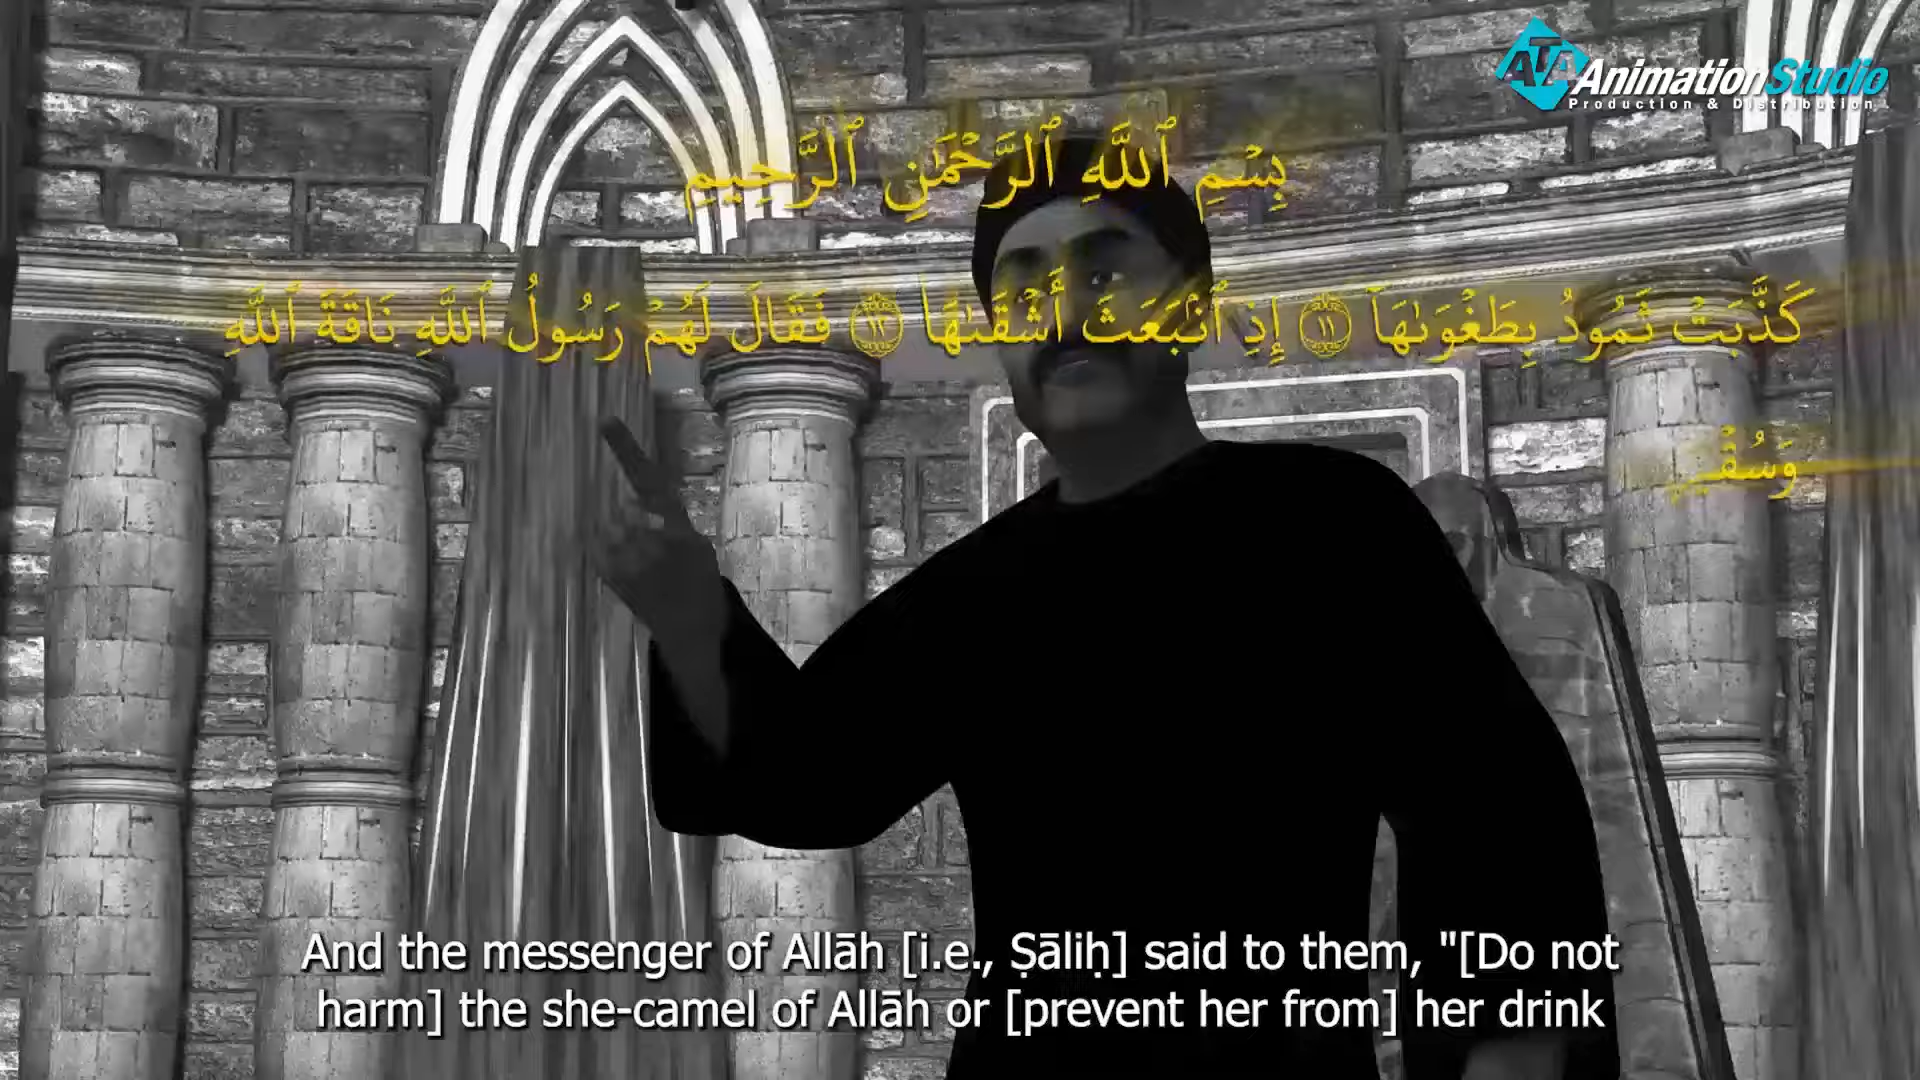 ATA AnimationStudio
Production & Distribution
بِسْمِ ٱللَّهِ ٱلرَّحْمَٰنِ ٱلرَّحِيمِ
كَذَّبَتْ ثَمُودُ بِطَغْوَىٰهَآ ۝١١ إِذِ ٱنۢبَعَثَ أَشْقَىٰهَا ۝١٢ فَقَالَ لَهُمْ رَسُولُ ٱللَّهِ نَاقَةَ ٱللَّهِ
And the messenger of Allāh [i.e., Ṣāliḥ] said to them, "[Do not
harm] the she-camel of Allāh or [prevent her from] her drink